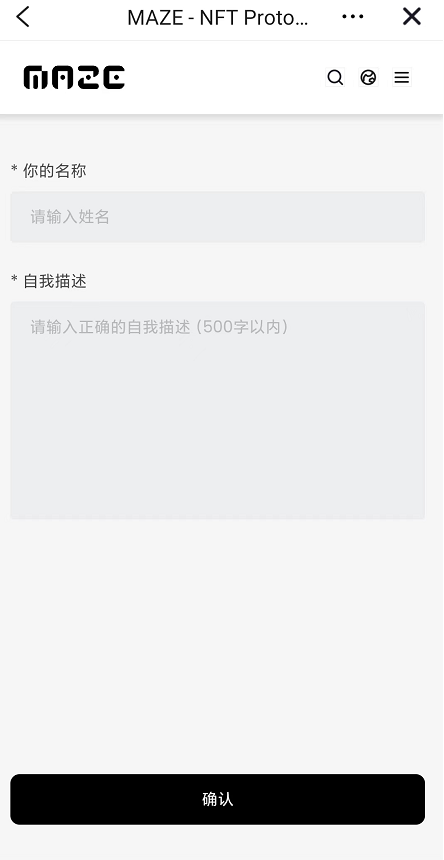 MAZE - NFT Proto...
MAZE
* 你的名称
请输入姓名
* 自我描述
请输入正确的自我描述 (500字以内)
确认